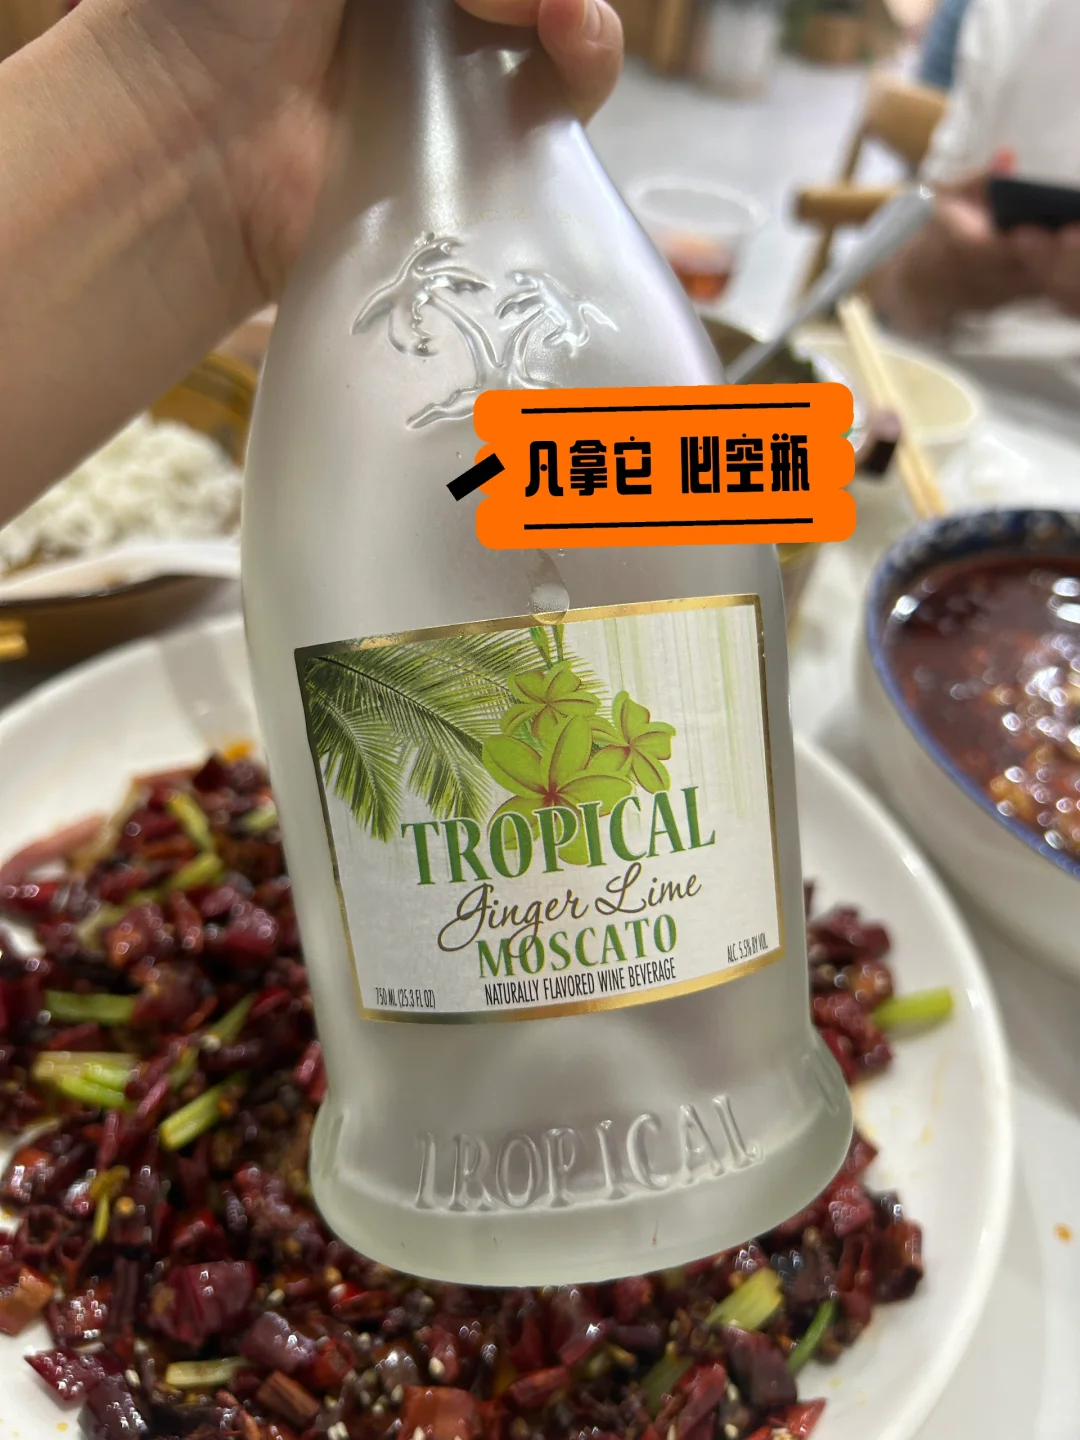 凡拿它 必空瓶
TROPICAL
Ginger Lime
MOSCATO
NATURALLY FLAVORED WINE BEVERAGE
750 ML (25.3 FL OZ)
ALC. 5.5% BY VOL
TROPICAL